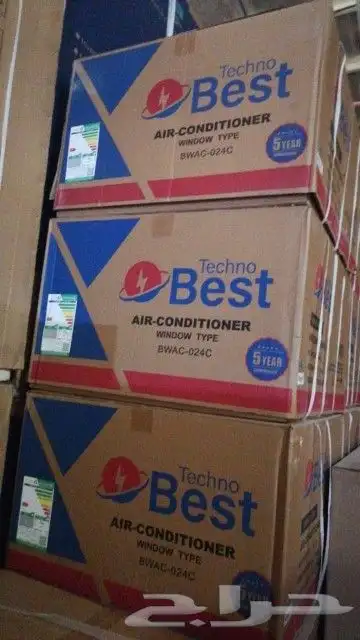 Techno
Best
AIR-CONDITIONER
WINDOW TYPE
BWAC-024C
5 YEAR
Techno
Best
AIR-CONDITIONER
WINDOW TYPE
BWAC-024C
5 YEAR
Techno
Best
AIR-CONDITIONER
WINDOW TYPE
BWAC-024C
حراج